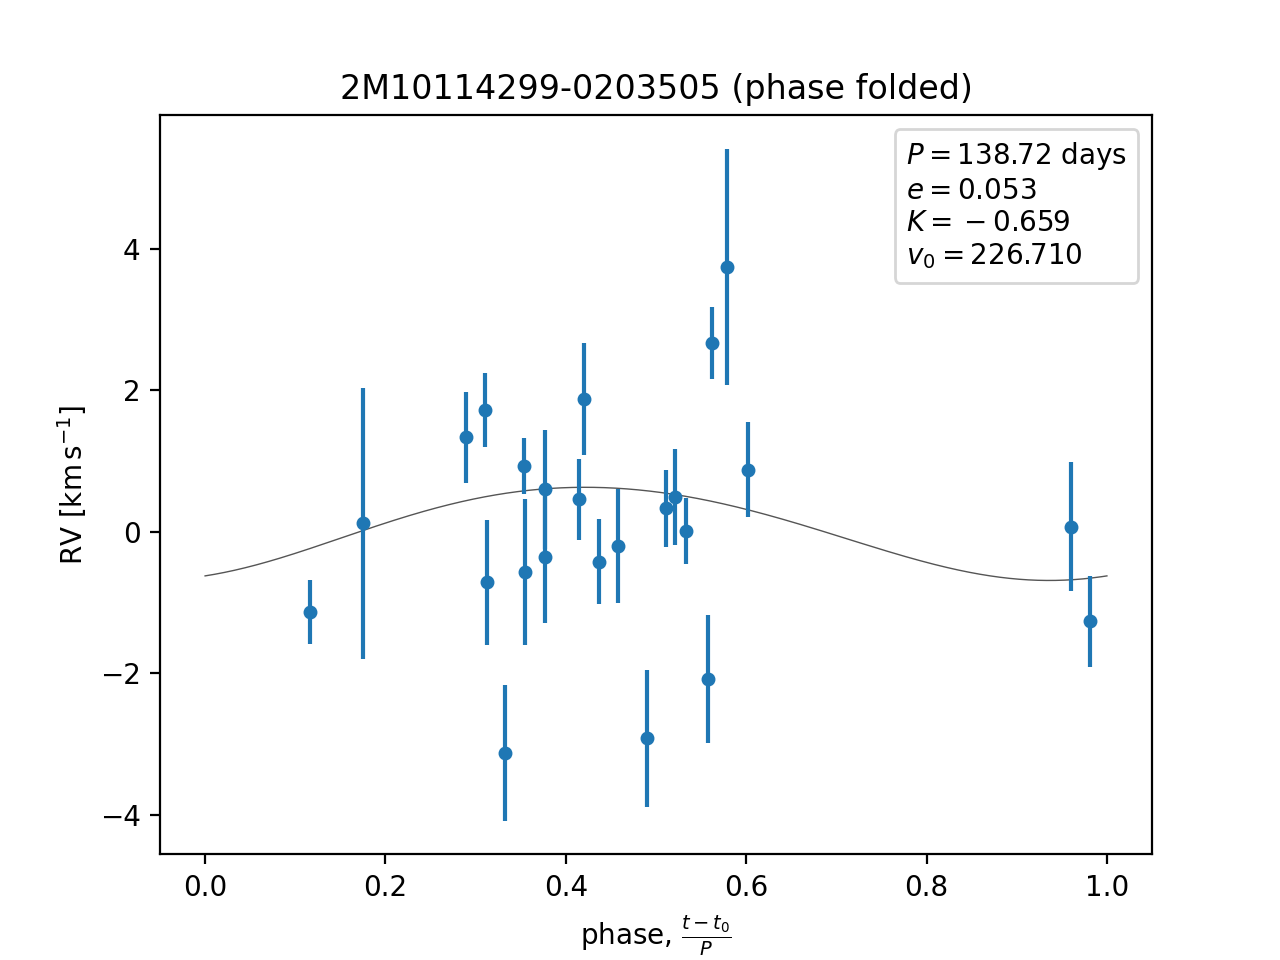 2M10114299-0203505 (phase folded)
P = 138.72 days
e = 0.053
K = −0.659
v₀ = 226.710
RV [km s⁻¹]
4
2
0
−2
−4
0.0 0.2 0.4 0.6 0.8 1.0
phase, (t − t₀)/P